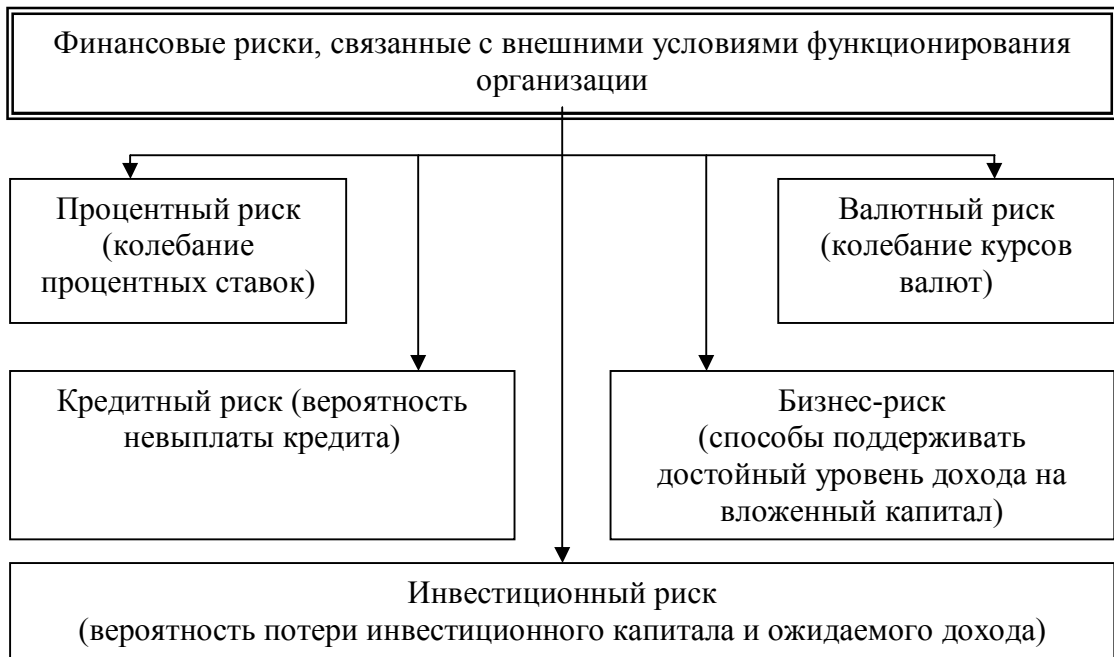 Финансовые риски, связанные с внешними условиями функционирования
организации
Процентный риск
(колебание
процентных ставок)
Валютный риск
(колебание курсов
валют)
Кредитный риск (вероятность
невыплаты кредита)
Бизнес-риск
(способы поддерживать
достойный уровень дохода на
вложенный капитал)
Инвестиционный риск
(вероятность потери инвестиционного капитала и ожидаемого дохода)